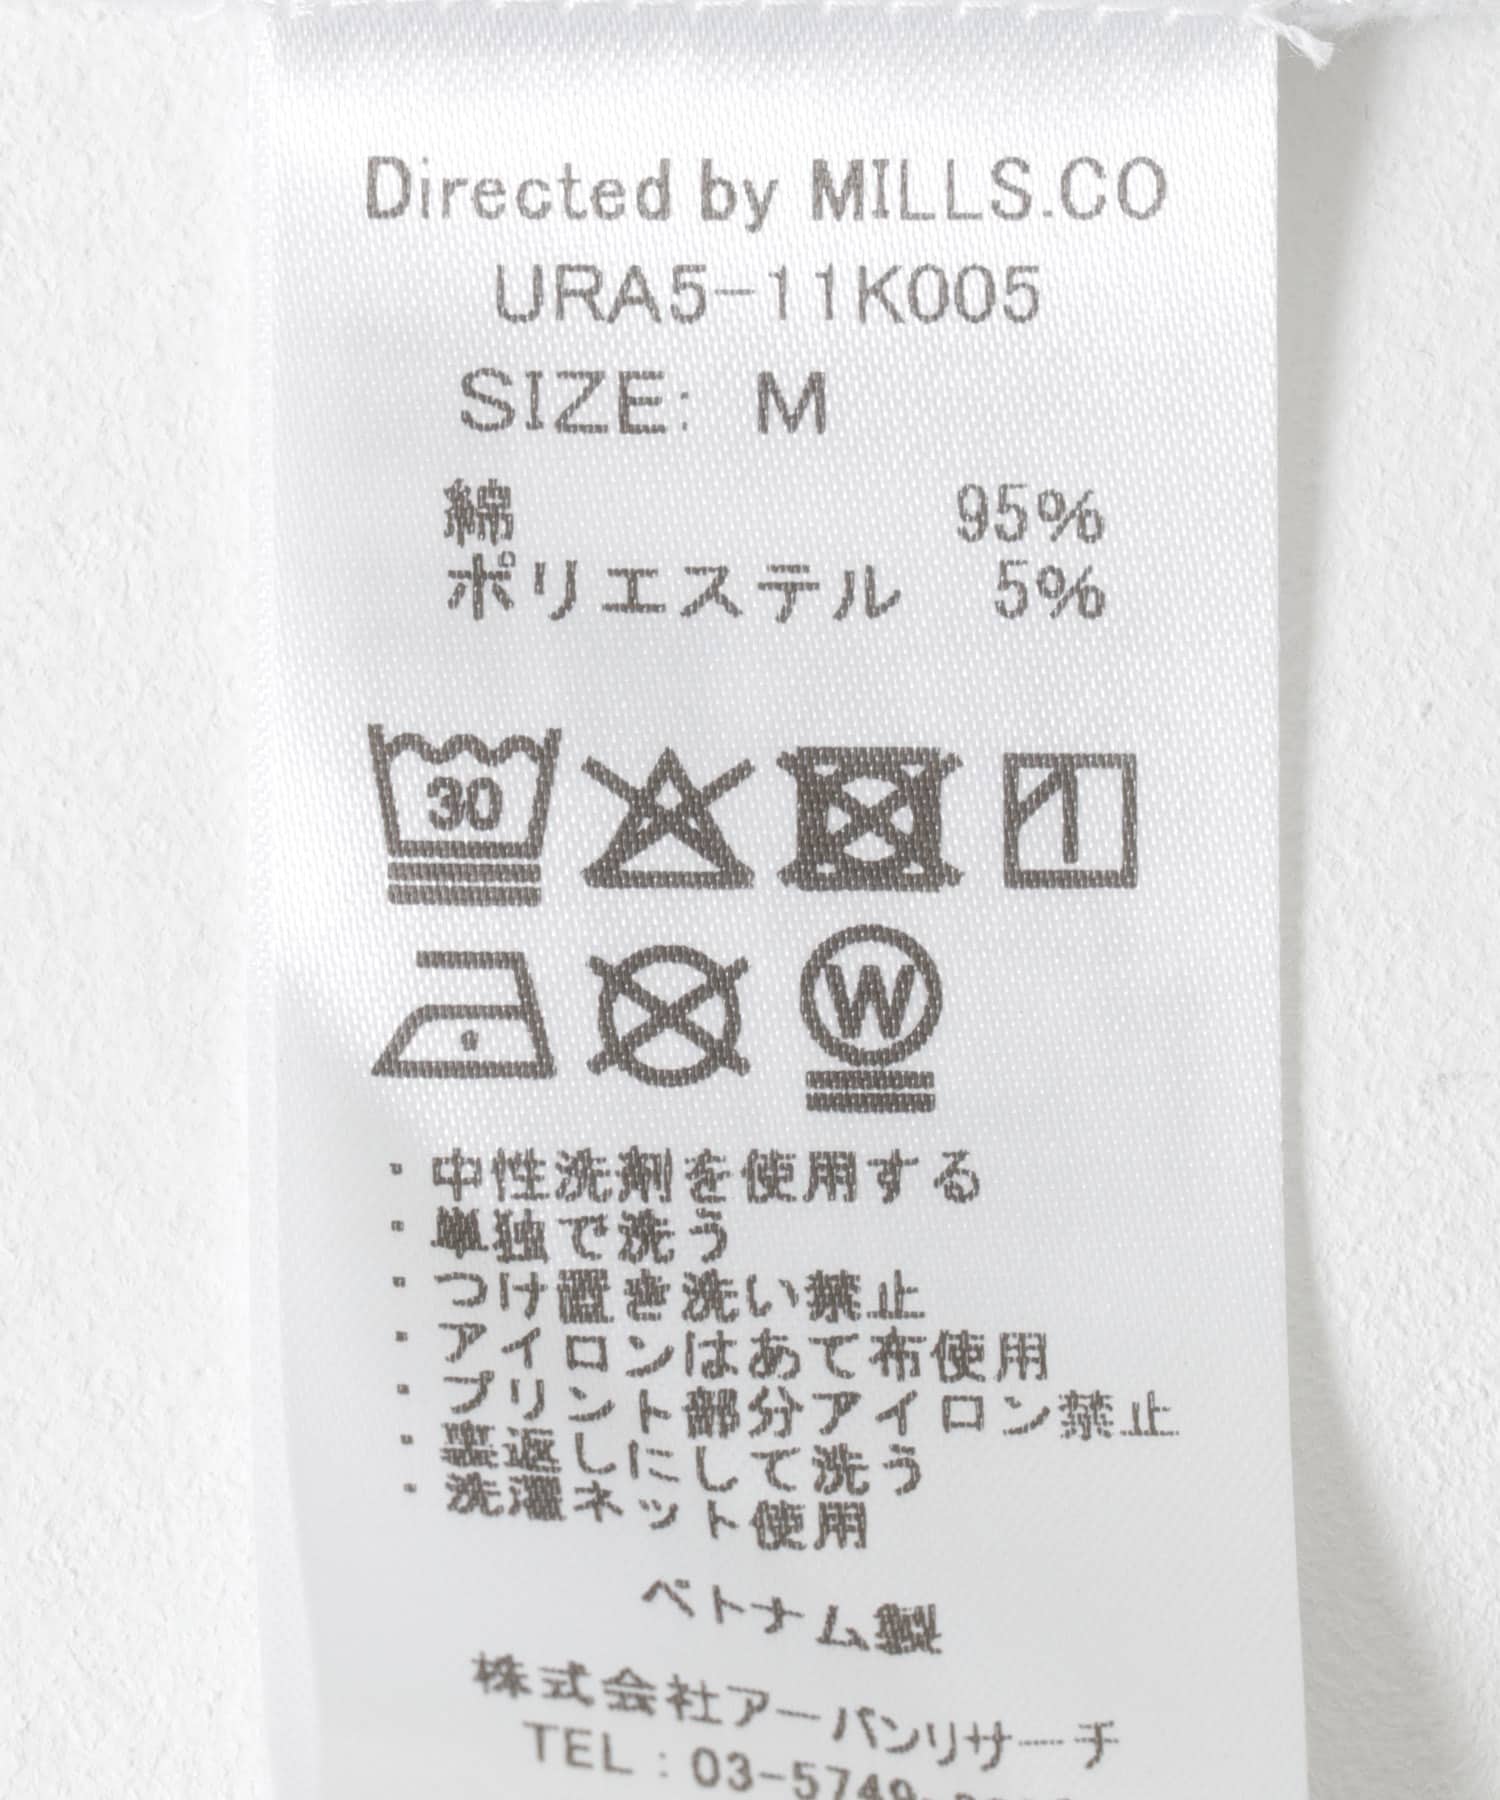 Directed by MILLS.CO
URA5-11K005
SIZE: M
綿 95%
ポリエステル 5%
30
W
・中性洗剤を使用する
・単独で洗う
・つけ置き洗い禁止
・アイロンはあて布使用
・プリント部分アイロン禁止
・裏返しにして洗う
・洗濯ネット使用
ベトナム製
株式会社アーバンリサーチ
TEL：03-5749-